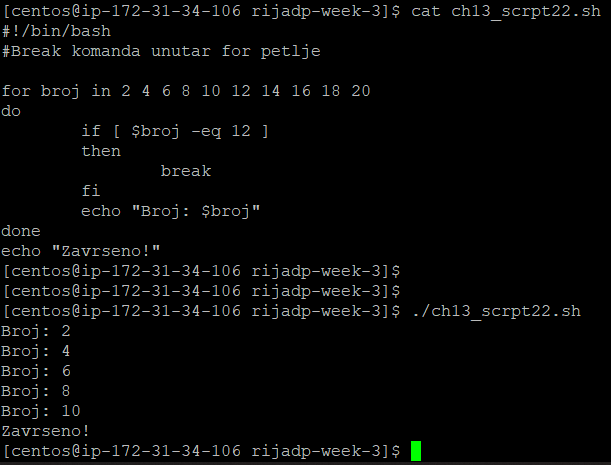 [centos@ip-172-31-34-106 rijadp-week-3]$ cat ch13_scrpt22.sh
#!/bin/bash
#Break komanda unutar for petlje

for broj in 2 4 6 8 10 12 14 16 18 20
do
        if [ $broj -eq 12 ]
        then
                break
        fi
        echo "Broj: $broj"
done
echo "Zavrseno!"
[centos@ip-172-31-34-106 rijadp-week-3]$
[centos@ip-172-31-34-106 rijadp-week-3]$
[centos@ip-172-31-34-106 rijadp-week-3]$ ./ch13_scrpt22.sh
Broj: 2
Broj: 4
Broj: 6
Broj: 8
Broj: 10
Zavrseno!
[centos@ip-172-31-34-106 rijadp-week-3]$